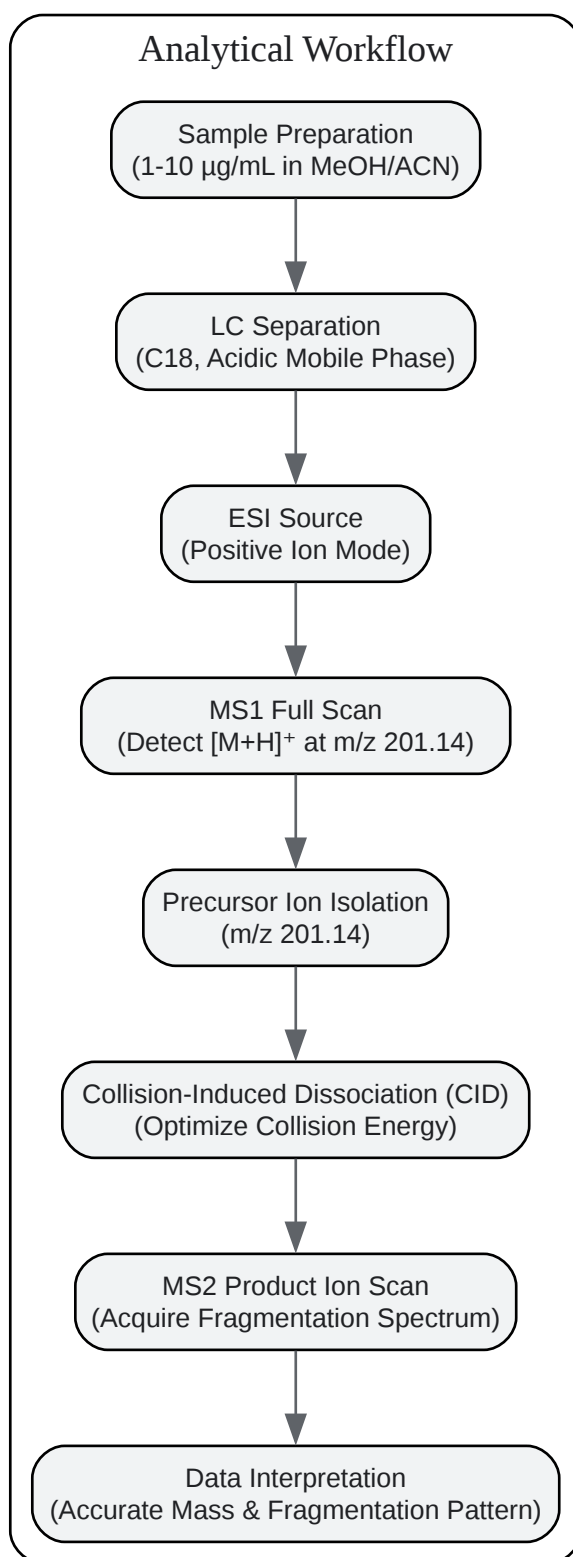 Analytical Workflow
Sample Preparation
(1-10 µg/mL in MeOH/ACN)
LC Separation
(C18, Acidic Mobile Phase)
ESI Source
(Positive Ion Mode)
MS1 Full Scan
(Detect [M+H]⁺ at m/z 201.14)
Precursor Ion Isolation
(m/z 201.14)
Collision-Induced Dissociation (CID)
(Optimize Collision Energy)
MS2 Product Ion Scan
(Acquire Fragmentation Spectrum)
Data Interpretation
(Accurate Mass & Fragmentation Pattern)